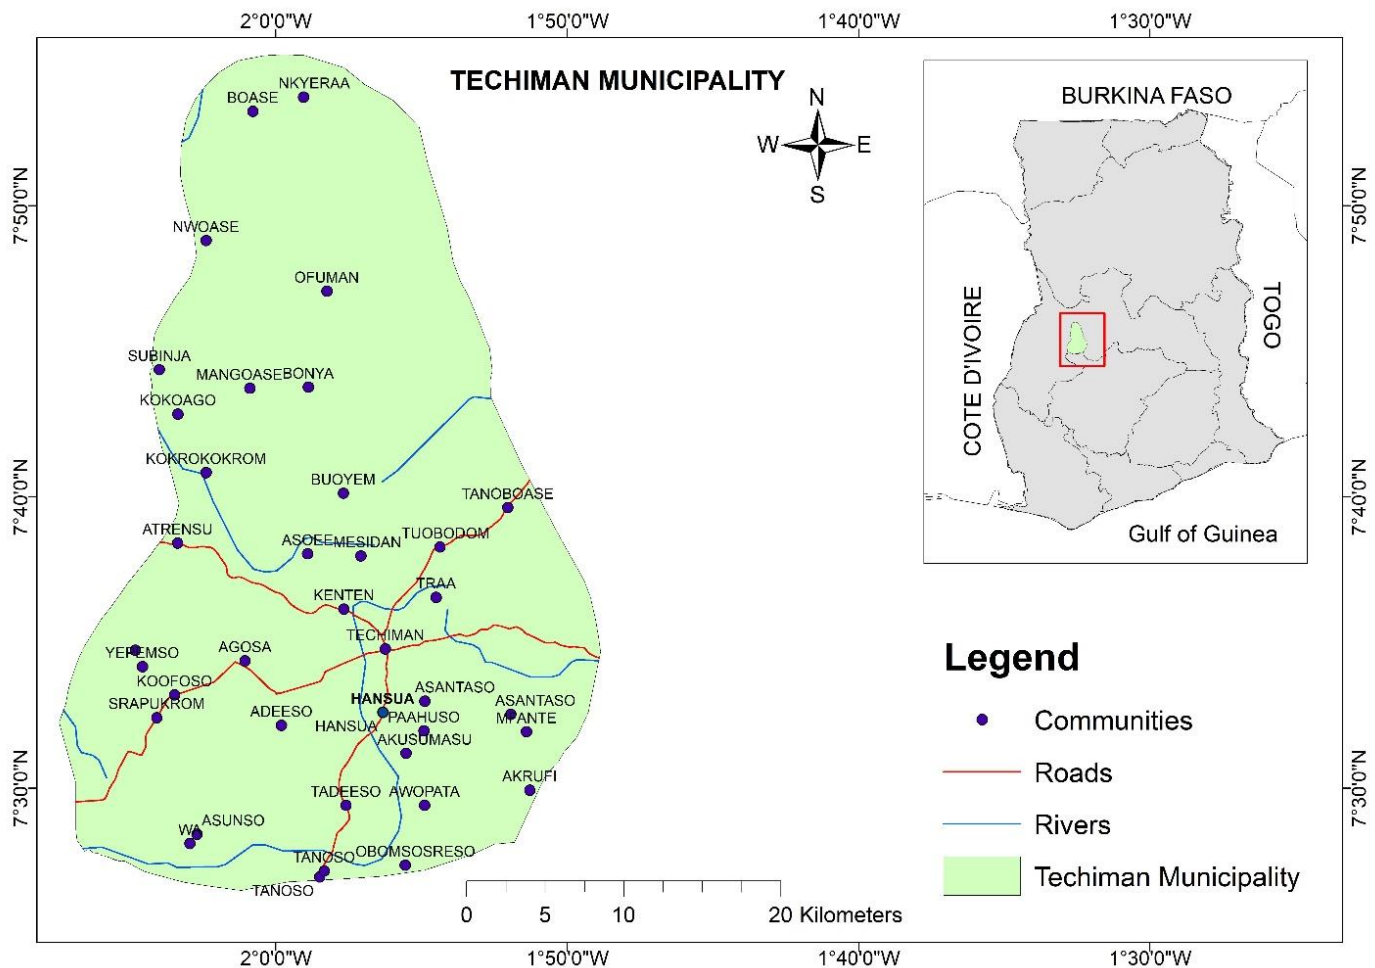 2°0'0"W 1°50'0"W 1°40'0"W 1°30'0"W
TECHIMAN MUNICIPALITY
NKYERAA
BOASE
N
W E
S
BURKINA FASO
7°50'0"N
7°50'0"N
NWOASE
OFUMAN
COTE D'IVOIRE
TOGO
SUBINJA
MANGOASE BONYA
KOKOAGO
KOKROKOKROM
BUOYEM
TANOBOASE
7°40'0"N
7°40'0"N
ATRENSU
ASOEE MESIDAN TUOBODOM
Gulf of Guinea
KENTEN
TRAA
TECHIMAN
YEFEMSO
AGOSA
KOOFOSO
SRAPUKROM
ADEESO
HANSUA
ASANTASO
ASANTASO
HANSUA
PAAHUSO
MFANTE
AKUSUMASU
AKRUFI
7°30'0"N
7°30'0"N
TADEESO AWOPATA
ASUNSO
WA
TANOSO
OBOMSOSRESO
TANOSO
Legend
Communities
Roads
Rivers
Techiman Municipality
0 5 10 20 Kilometers
2°0'0"W 1°50'0"W 1°40'0"W 1°30'0"W